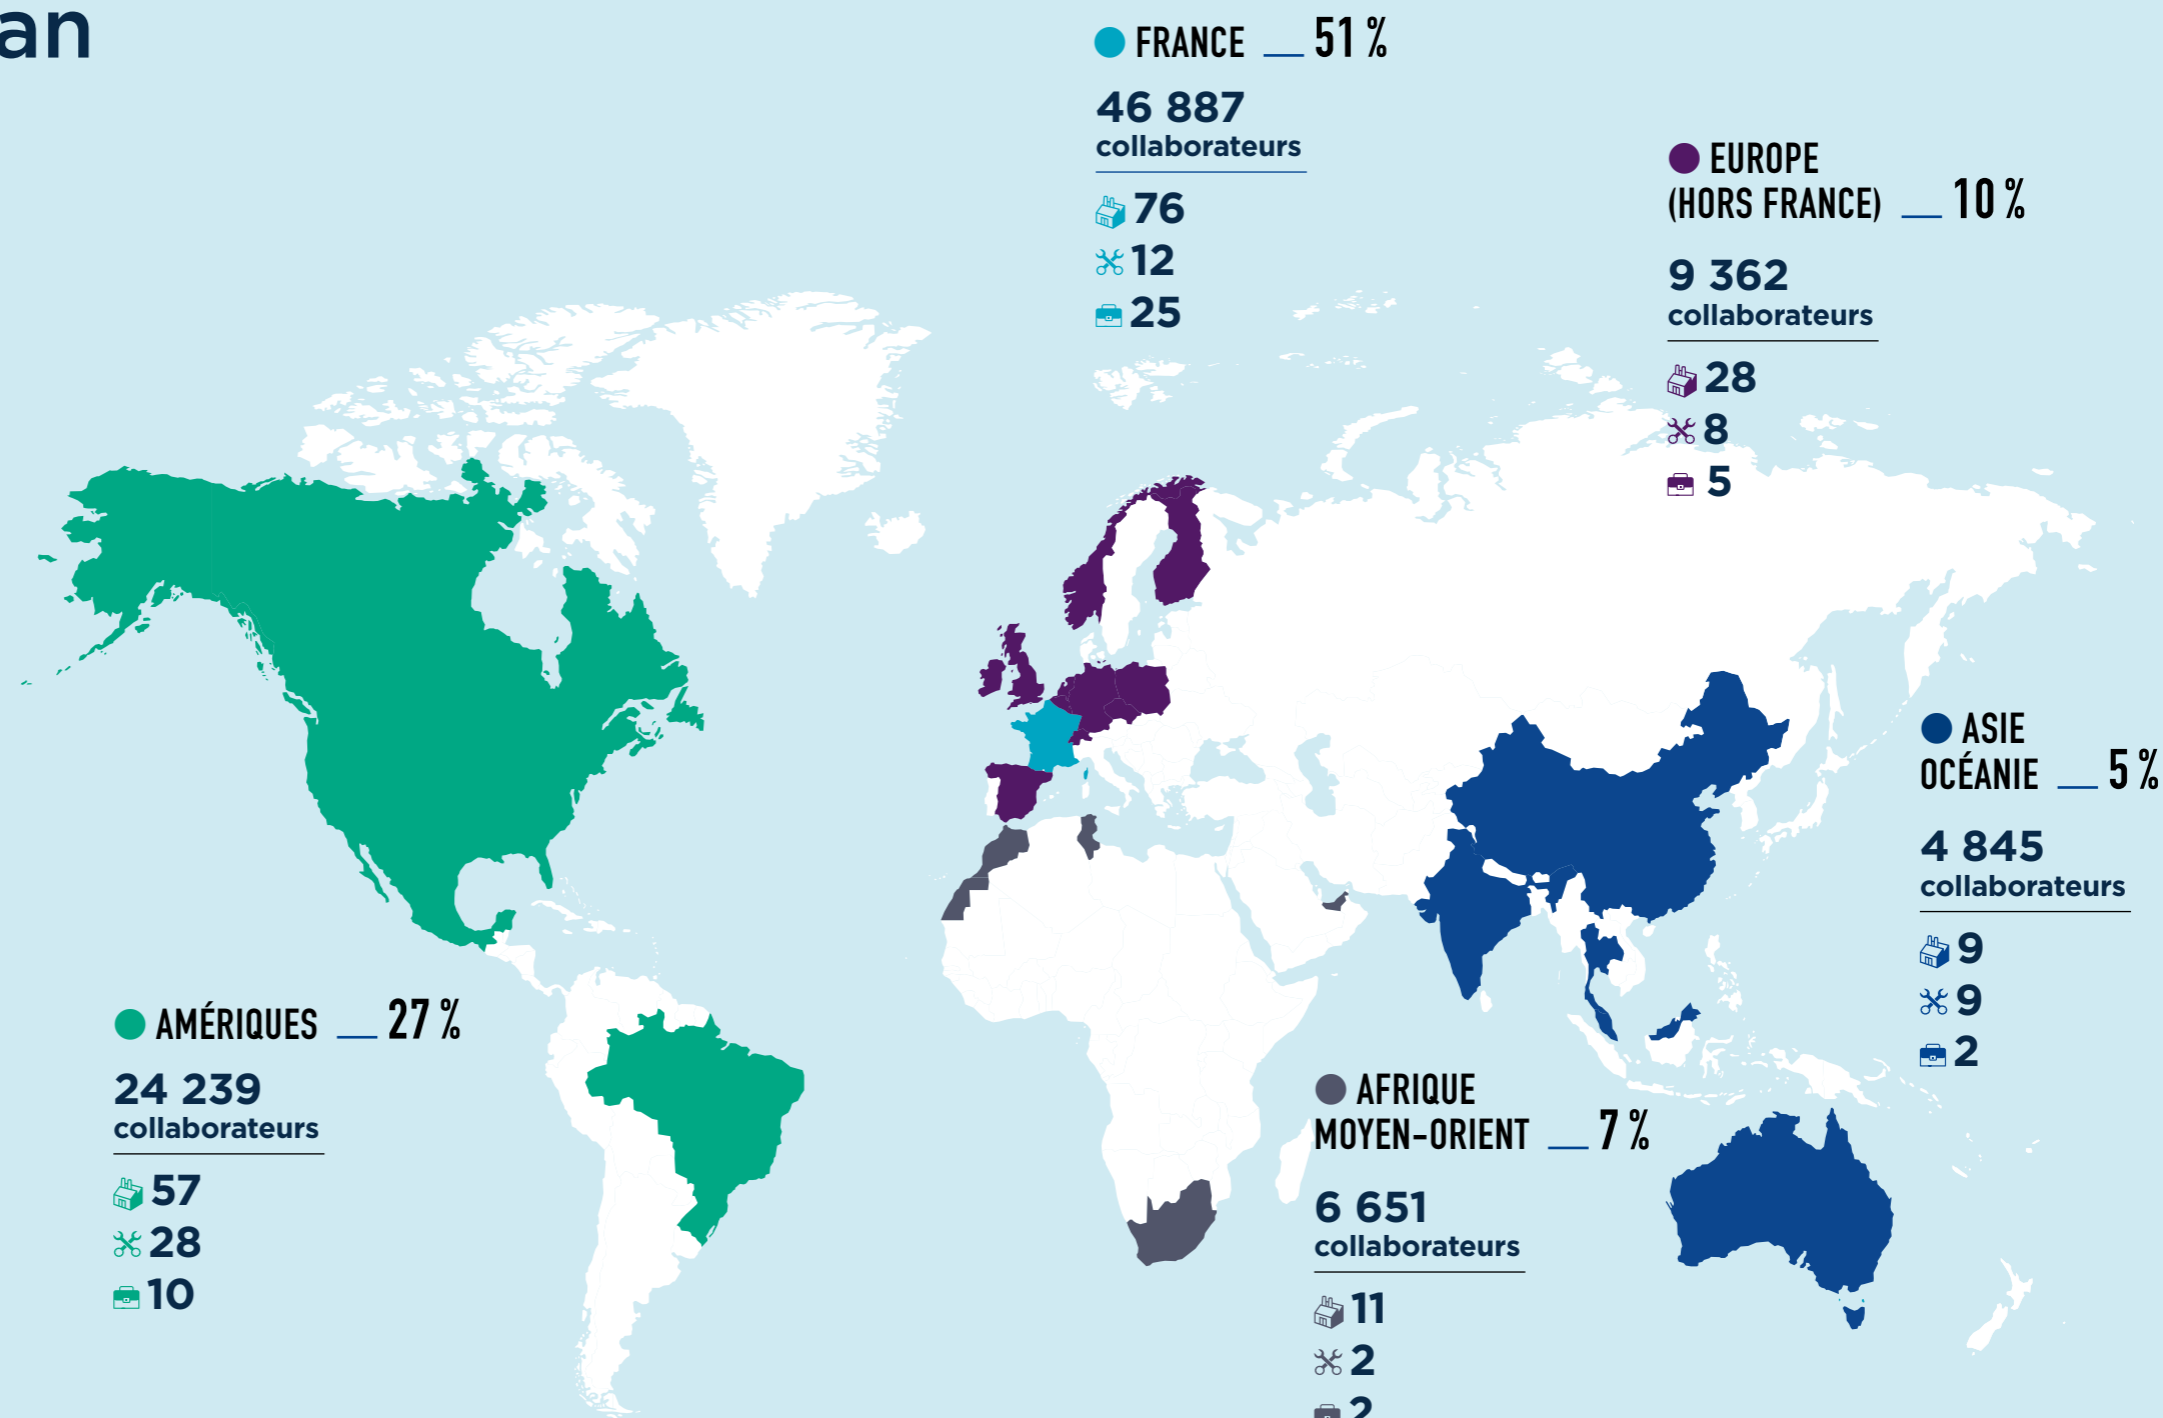 an
FRANCE 51 %
46 887
collaborateurs
76
12
25
EUROPE
(HORS FRANCE) 10 %
9 362
collaborateurs
28
8
5
ASIE
OCÉANIE 5 %
4 845
collaborateurs
9
9
2
AMÉRIQUES 27 %
24 239
collaborateurs
57
28
10
AFRIQUE
MOYEN-ORIENT 7 %
6 651
collaborateurs
11
2
2